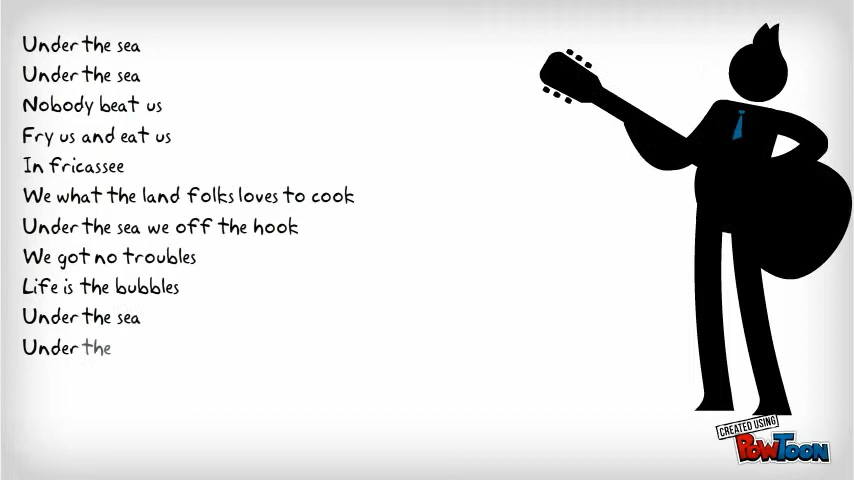 Under the sea
Under the sea
Nobody beat us
Fry us and eat us
In fricassee
We what the land folks loves to cook
Under the sea we off the hook
We got no troubles
Life is the bubbles
Under the sea
Under the
CREATED USING
POWTOON